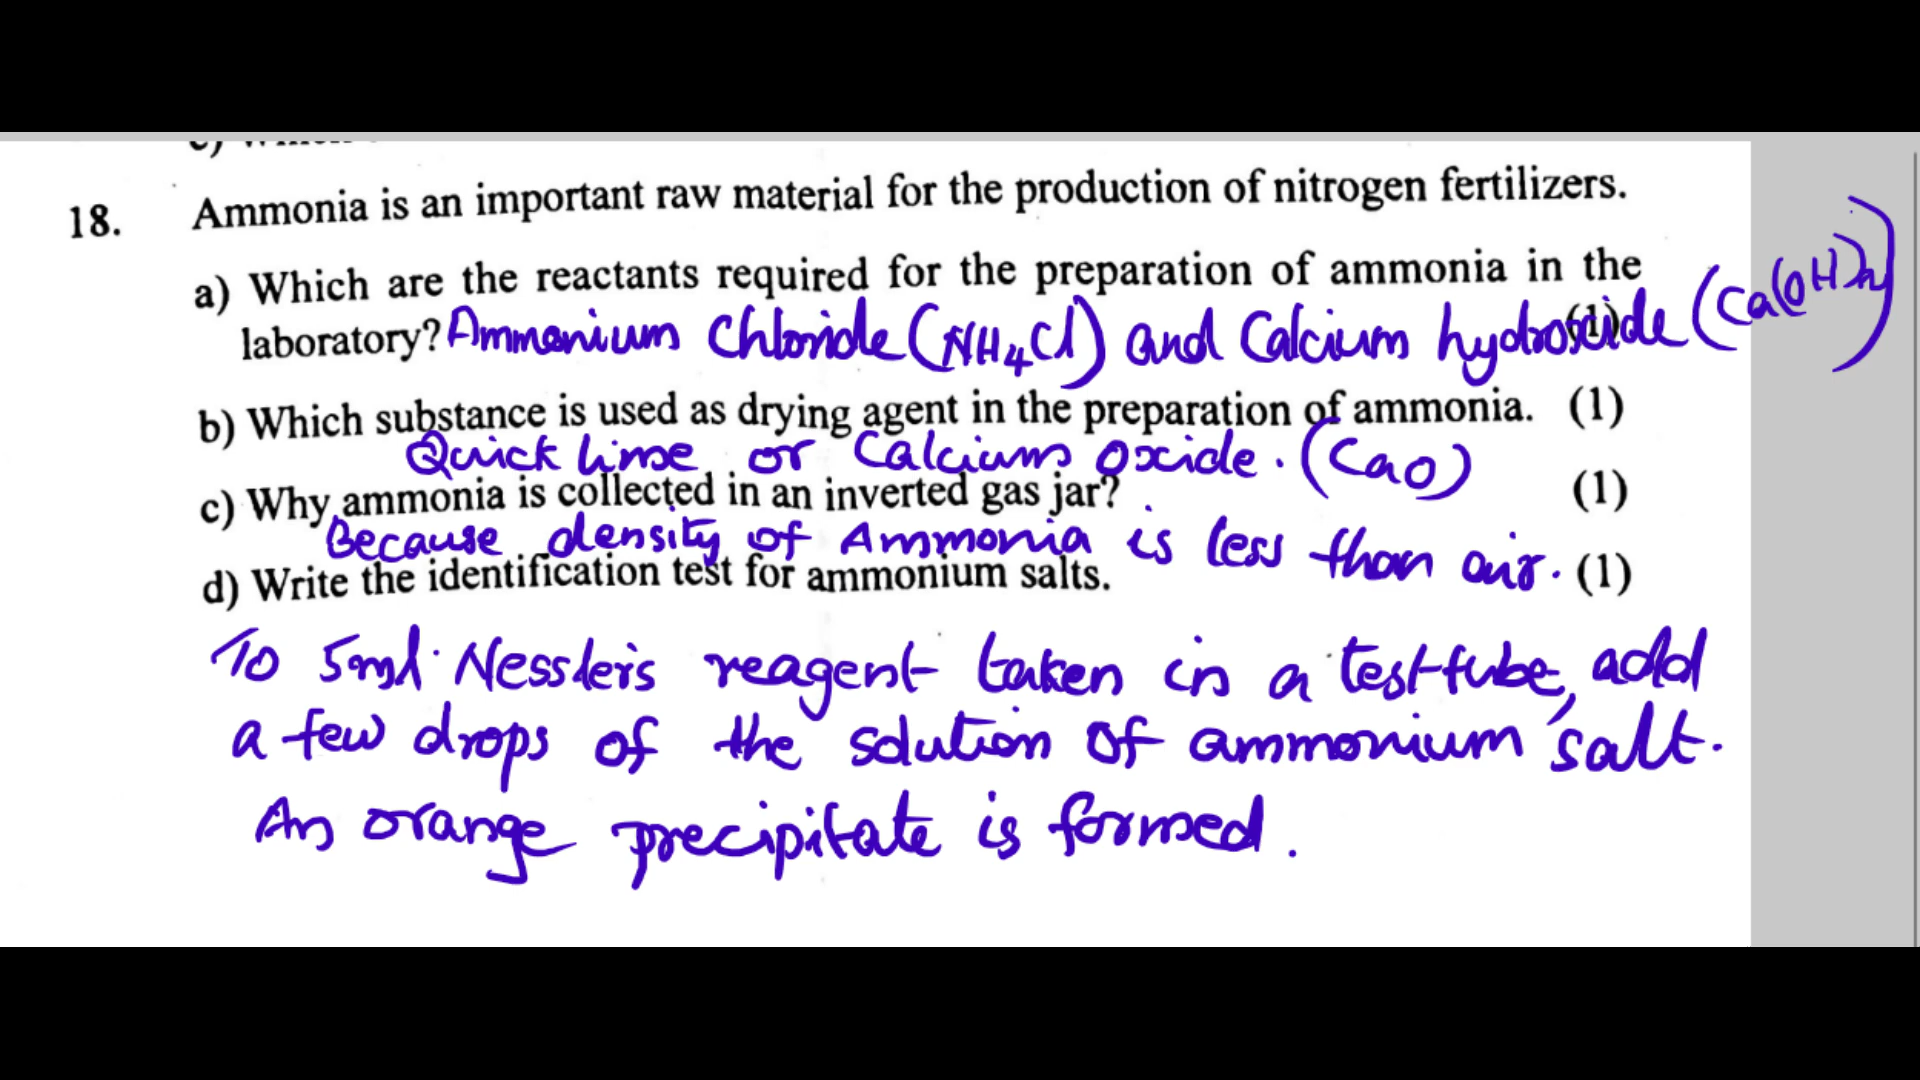 18. Ammonia is an important raw material for the production of nitrogen fertilizers.
a) Which are the reactants required for the preparation of ammonia in the
laboratory? (1)
Ammonium Chloride (NH4Cl) and Calcium hydroxide (Ca(OH)2)
b) Which substance is used as drying agent in the preparation of ammonia. (1)
Quick lime or Calcium Oxide. (CaO)
c) Why ammonia is collected in an inverted gas jar? (1)
Because density of Ammonia is less than air.
d) Write the identification test for ammonium salts. (1)
To 5ml. Nessler's reagent taken in a test tube, add
a few drops of the solution of ammonium salt.
An orange precipitate is formed.